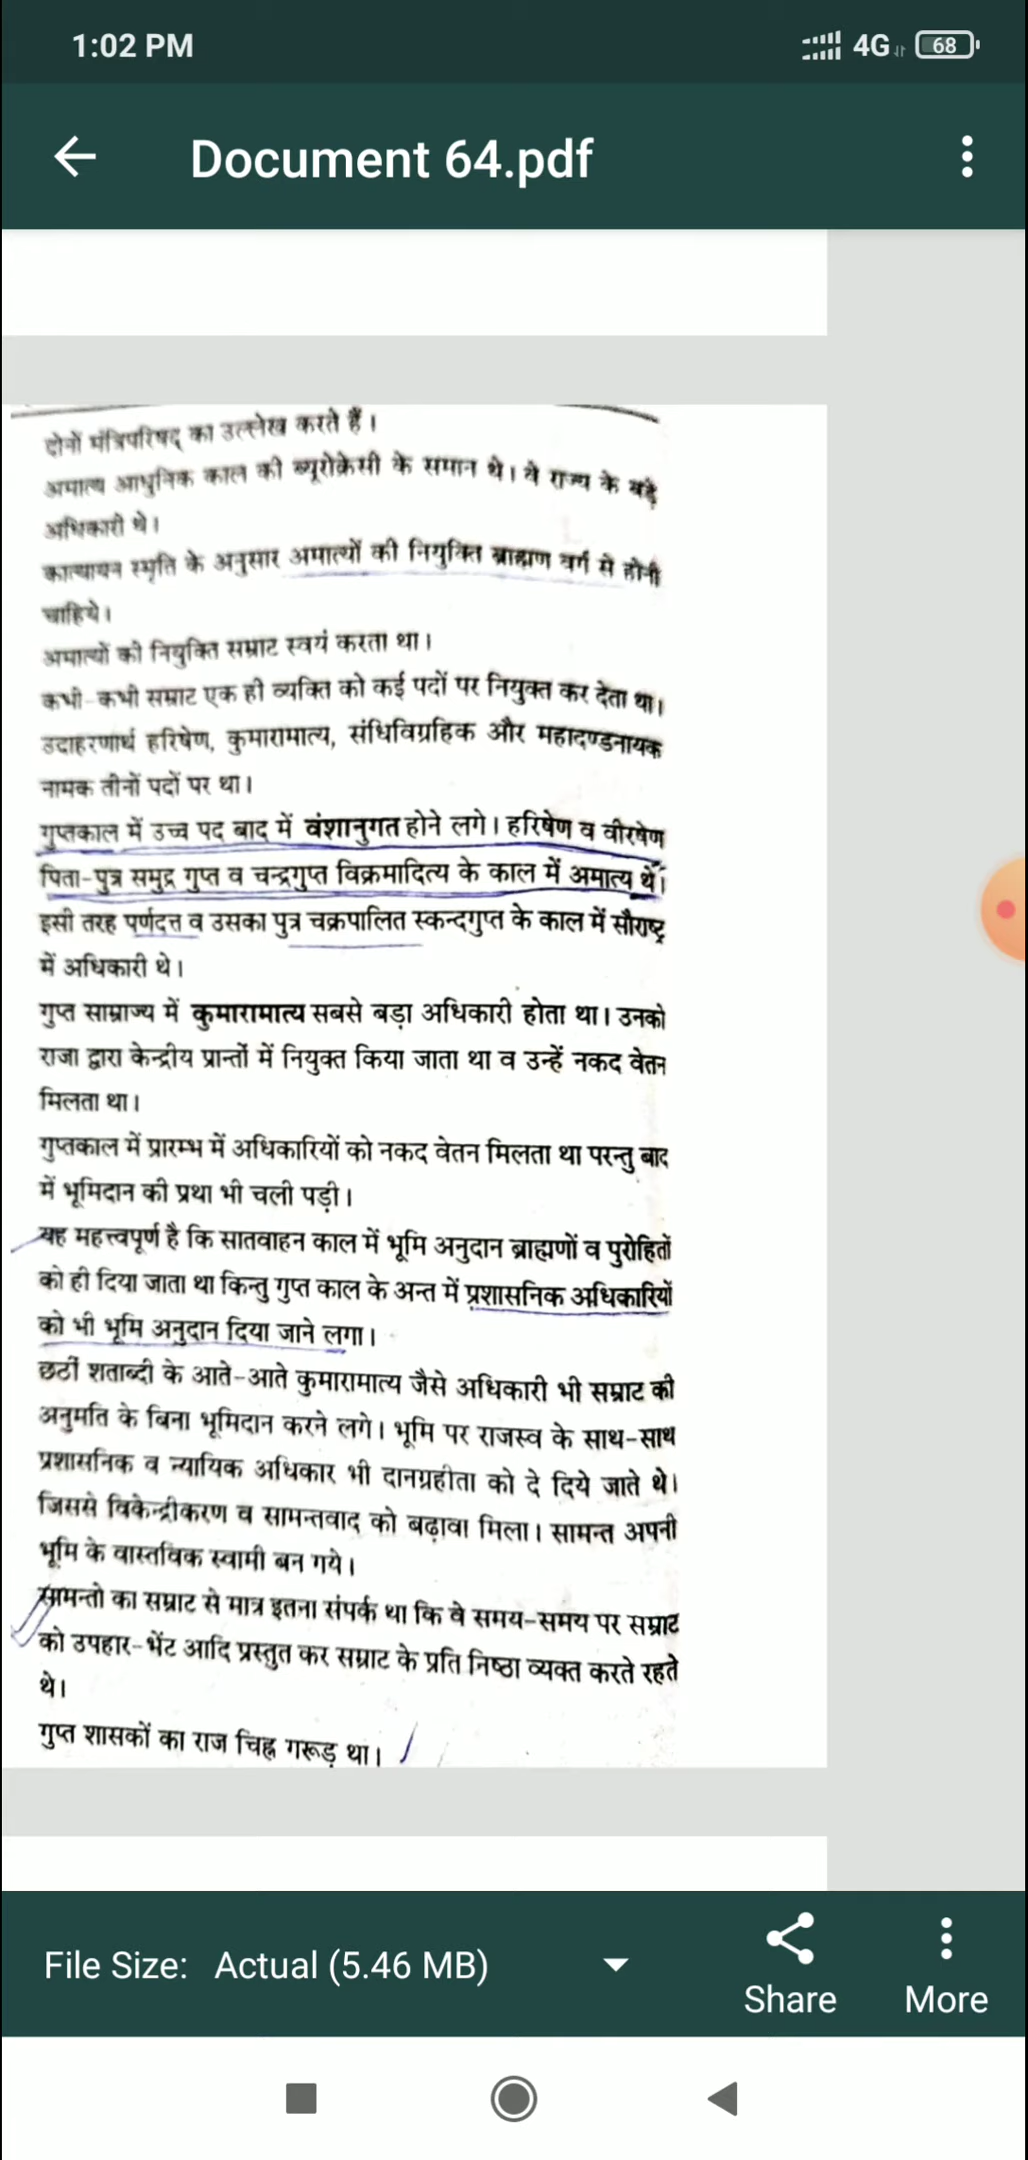 1:02 PM
4G 68
Document 64.pdf
दोनों मंत्रिपरिषद् का उल्लेख करते हैं।
अमात्य आधुनिक काल की ब्यूरोक्रेसी के समान थे। ये राज्य के बड़े
अधिकारी थे।
कात्यायन स्मृति के अनुसार अमात्यों की नियुक्ति ब्राह्मण वर्ग से होनी
चाहिये।
अमात्यों की नियुक्ति सम्राट स्वयं करता था।
कभी-कभी सम्राट एक ही व्यक्ति को कई पदों पर नियुक्त कर देता था।
उदाहरणार्थ हरिषेण, कुमारामात्य, संधिविग्रहिक और महादण्डनायक
नामक तीनों पदों पर था।
गुप्तकाल में उच्च पद बाद में वंशानुगत होने लगे। हरिषेण व वीरषेण
पिता-पुत्र समुद्र गुप्त व चन्द्रगुप्त विक्रमादित्य के काल में अमात्य थे।
इसी तरह पर्णदत्त व उसका पुत्र चक्रपालित स्कन्दगुप्त के काल में सौराष्ट्र
में अधिकारी थे।
गुप्त साम्राज्य में कुमारामात्य सबसे बड़ा अधिकारी होता था। उनको
राजा द्वारा केन्द्रीय प्रान्तों में नियुक्त किया जाता था व उन्हें नकद वेतन
मिलता था।
गुप्तकाल में प्रारम्भ में अधिकारियों को नकद वेतन मिलता था परन्तु बाद
में भूमिदान की प्रथा भी चली पड़ी।
यह महत्त्वपूर्ण है कि सातवाहन काल में भूमि अनुदान ब्राह्मणों व पुरोहितों
को ही दिया जाता था किन्तु गुप्त काल के अन्त में प्रशासनिक अधिकारियों
को भी भूमि अनुदान दिया जाने लगा।
छठीं शताब्दी के आते-आते कुमारामात्य जैसे अधिकारी भी सम्राट की
अनुमति के बिना भूमिदान करने लगे। भूमि पर राजस्व के साथ-साथ
प्रशासनिक व न्यायिक अधिकार भी दानग्रहीता को दे दिये जाते थे।
जिससे विकेन्द्रीकरण व सामन्तवाद को बढ़ावा मिला। सामन्त अपनी
भूमि के वास्तविक स्वामी बन गये।
सामन्तो का सम्राट से मात्र इतना संपर्क था कि वे समय-समय पर सम्राट
को उपहार-भेंट आदि प्रस्तुत कर सम्राट के प्रति निष्ठा व्यक्त करते रहते
थे।
गुप्त शासकों का राज चिह्न गरूड़ था।
File Size: Actual (5.46 MB)
Share
More